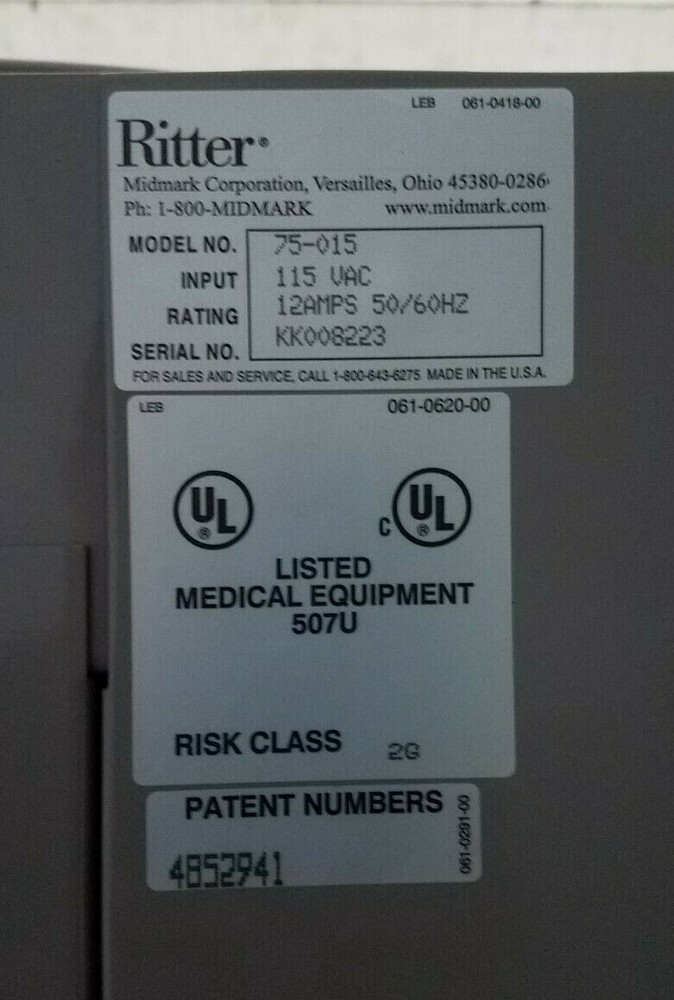 LEB 061-0418-00
Ritter®
Midmark Corporation, Versailles, Ohio 45380-0286
Ph: 1-800-MIDMARK www.midmark.com
MODEL NO. 75-015
INPUT 115 VAC
RATING 12AMPS 50/60HZ
SERIAL NO. KK008223
FOR SALES AND SERVICE, CALL 1-800-643-6275 MADE IN THE U.S.A.
LEB 061-0620-00
UL® C UL®
LISTED
MEDICAL EQUIPMENT
507U
RISK CLASS 2G
PATENT NUMBERS
4852941
061-0291-00